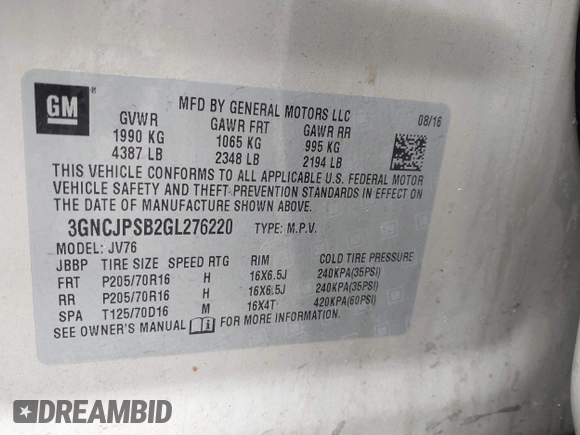 GM ®
MFD BY GENERAL MOTORS LLC
08/16
GVWR GAWR FRT GAWR RR
1990 KG 1065 KG 995 KG
4387 LB 2348 LB 2194 LB
THIS VEHICLE CONFORMS TO ALL APPLICABLE U.S. FEDERAL MOTOR
VEHICLE SAFETY AND THEFT PREVENTION STANDARDS IN EFFECT ON
THE DATE OF MANUFACTURE SHOWN ABOVE.
3GNCJPSB2GL276220 TYPE: M.P.V.
MODEL: JV76
JBBP TIRE SIZE SPEED RTG RIM COLD TIRE PRESSURE
FRT P205/70R16 H 16X6.5J 240KPA(35PSI)
RR P205/70R16 H 16X6.5J 240KPA(35PSI)
SPA T125/70D16 M 16X4T 420KPA(60PSI)
SEE OWNER'S MANUAL FOR MORE INFORMATION.
DREAMBID